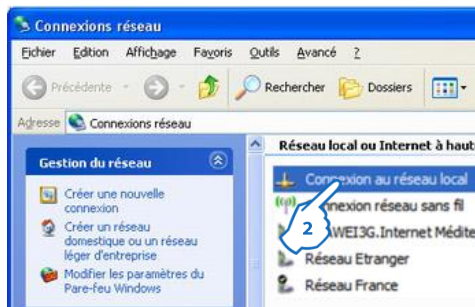 Connexions réseau
Fichier Edition Affichage Favoris Outils Avancé ?
Précédente Rechercher Dossiers
Adresse Connexions réseau
Réseau local ou Internet à haut
Gestion du réseau
Connexion au réseau local
Créer une nouvelle
connexion
nnexion réseau sans fil
2
Créer un réseau
domestique ou un réseau
léger d'entreprise
WEI3G.Internet Médite
Réseau Etranger
Modifier les paramètres du
Pare-feu Windows
Réseau France